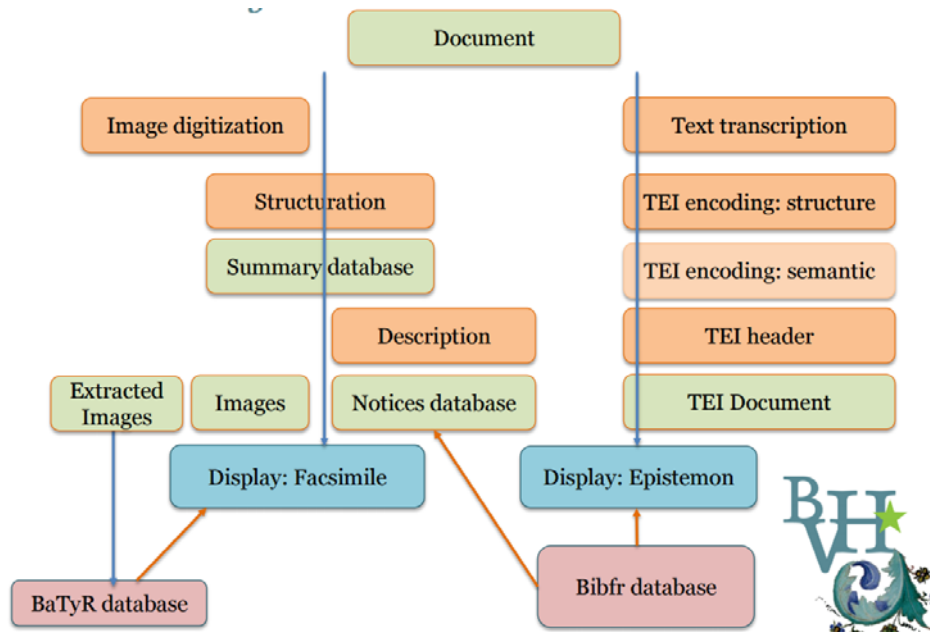 Document
Image digitization
Text transcription
Structuration
TEI encoding: structure
Summary database
TEI encoding: semantic
Description
TEI header
Extracted
Images
Images
Notices database
TEI Document
Display: Facsimile
Display: Epistemon
BVH
BaTyR database
Bibfr database